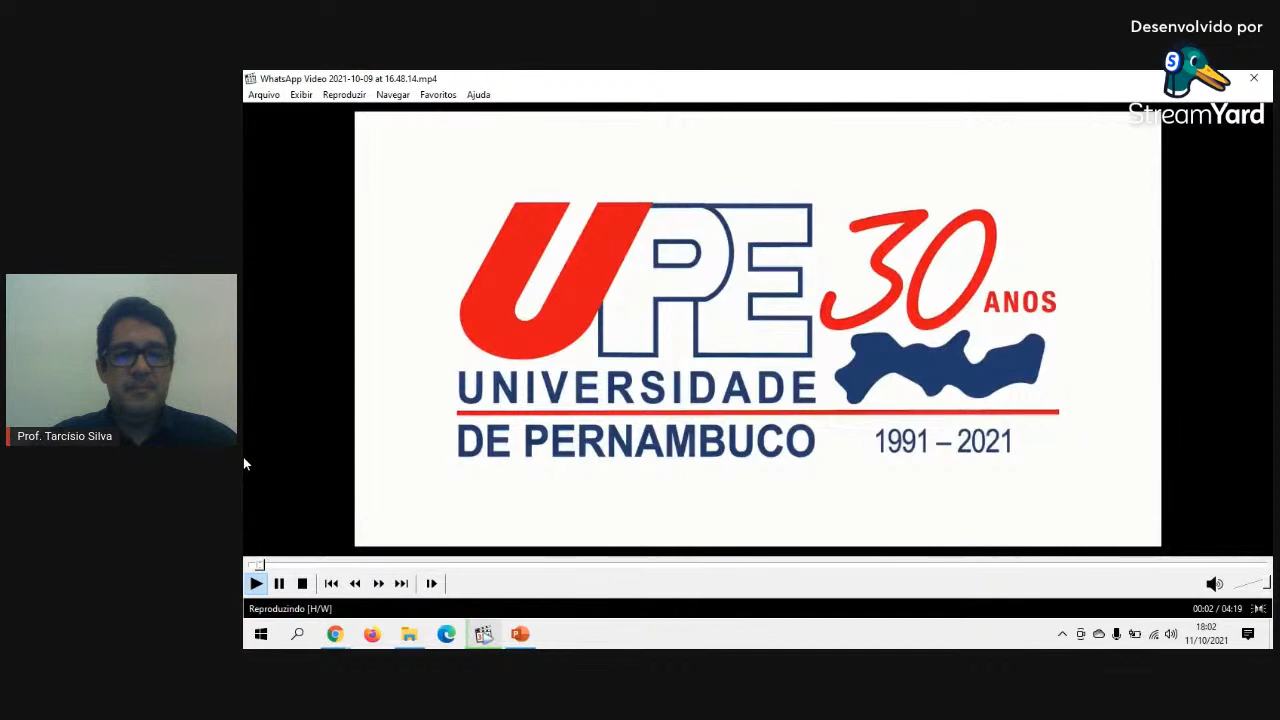 Desenvolvido por
StreamYard
WhatsApp Video 2021-10-09 at 16.48.14.mp4
Arquivo Exibir Reproduzir Navegar Favoritos Ajuda
UPE 30 ANOS
UNIVERSIDADE
DE PERNAMBUCO 1991 – 2021
Prof. Tarcísio Silva
Reproduzindo [H/W] 00:02 / 04:19
18:02
11/10/2021